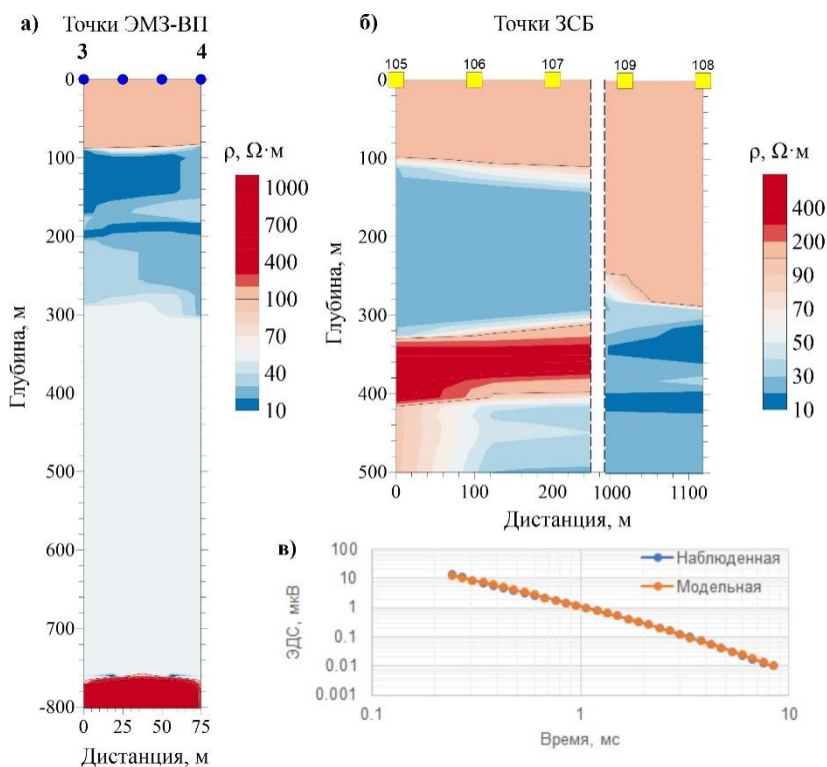 а) Точки ЭМЗ-ВП
3 4
0
100
200
300
400
500
600
700
-800
Глубина, м
0 25 50 75
Дистанция, м
ρ, Ω·м
1000
700
400
100
70
40
10
б) Точки ЗСБ
105 106 107 109 108
0
100
200
300
400
500
Глубина, м
0 100 200 1000 1100
Дистанция, м
ρ, Ω·м
400
200
90
70
50
30
10
в)
100
10
1
0.1
0.01
0.001
ЭДС, мкВ
Наблюденная
Модельная
0.1 1 10
Время, мс